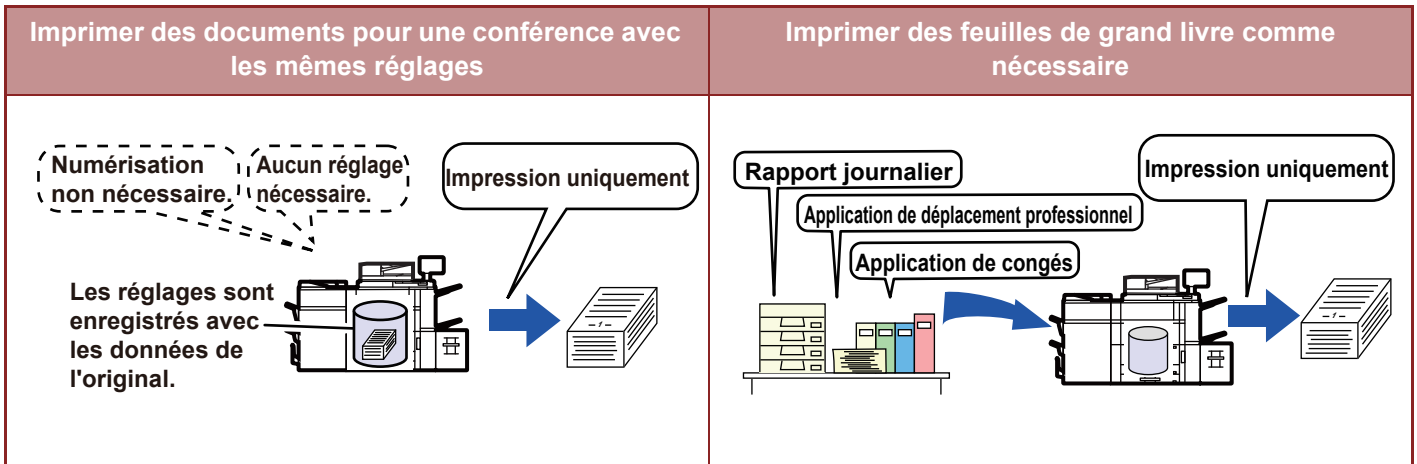 Imprimer des documents pour une conférence avec
les mêmes réglages
Numérisation
non nécessaire.
Aucun réglage
nécessaire.
Impression uniquement
Les réglages sont
enregistrés avec
les données de
l'original.
-1-
Imprimer des feuilles de grand livre comme
nécessaire
Rapport journalier
Application de déplacement professionnel
Application de congés
Impression uniquement
-1-